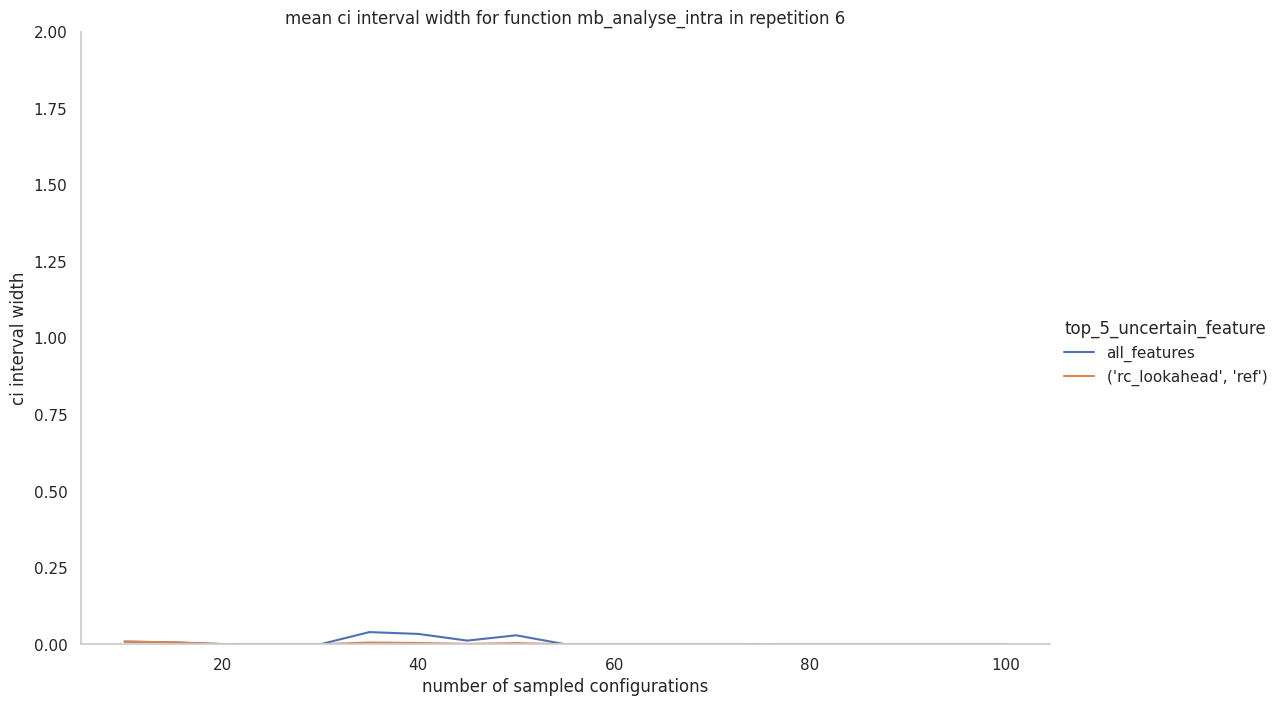 mean ci interval width for function mb_analyse_intra in repetition 6
2.00
1.75
1.50
1.25
1.00
0.75
0.50
0.25
0.00
ci interval width
20
40
60
80
100
number of sampled configurations
top_5_uncertain_feature
all_features
('rc_lookahead', 'ref')